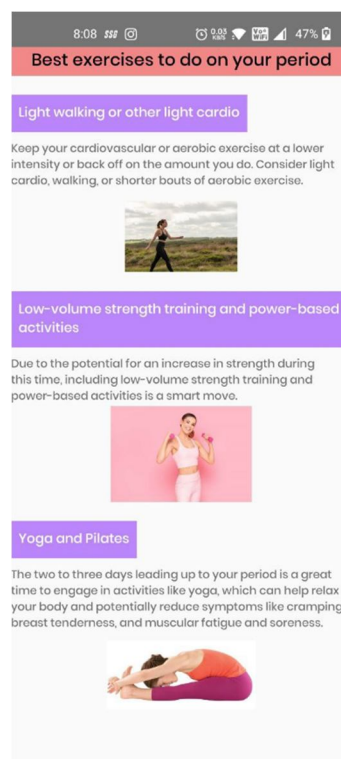 8:08 0.03 KB/S Vo+ WiFi 47%
Best exercises to do on your period
Light walking or other light cardio
Keep your cardiovascular or aerobic exercise at a lower
intensity or back off on the amount you do. Consider light
cardio, walking, or shorter bouts of aerobic exercise.
Low-volume strength training and power-based
activities
Due to the potential for an increase in strength during
this time, including low-volume strength training and
power-based activities is a smart move.
Yoga and Pilates
The two to three days leading up to your period is a great
time to engage in activities like yoga, which can help relax
your body and potentially reduce symptoms like cramping
breast tenderness, and muscular fatigue and soreness.